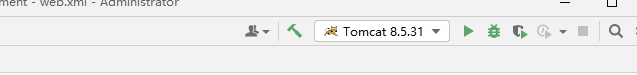 ment - web.xml - Administrator
Tomcat 8.5.31